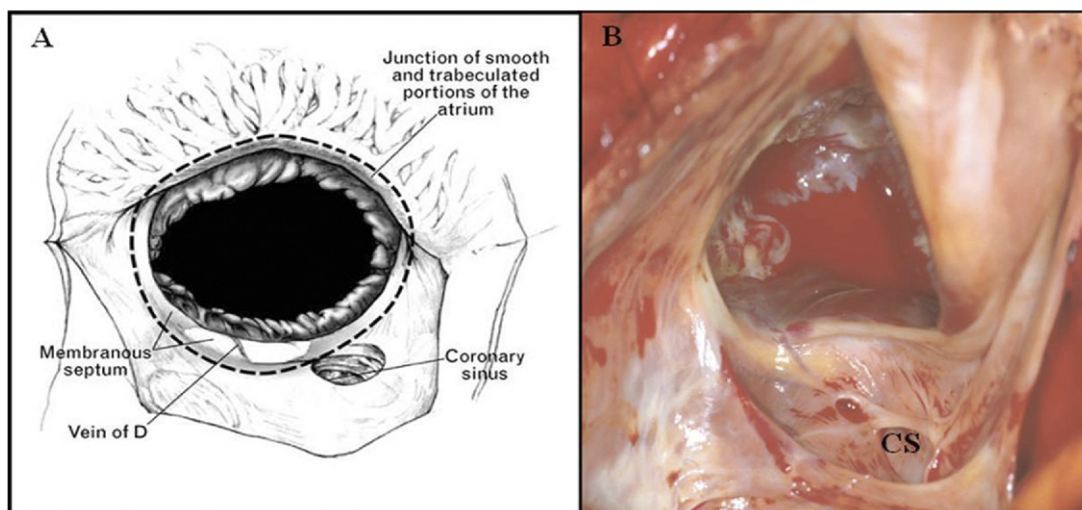 A
Junction of smooth
and trabeculated
portions of the
atrium
Membranous
septum
Coronary
sinus
Vein of D
B
CS